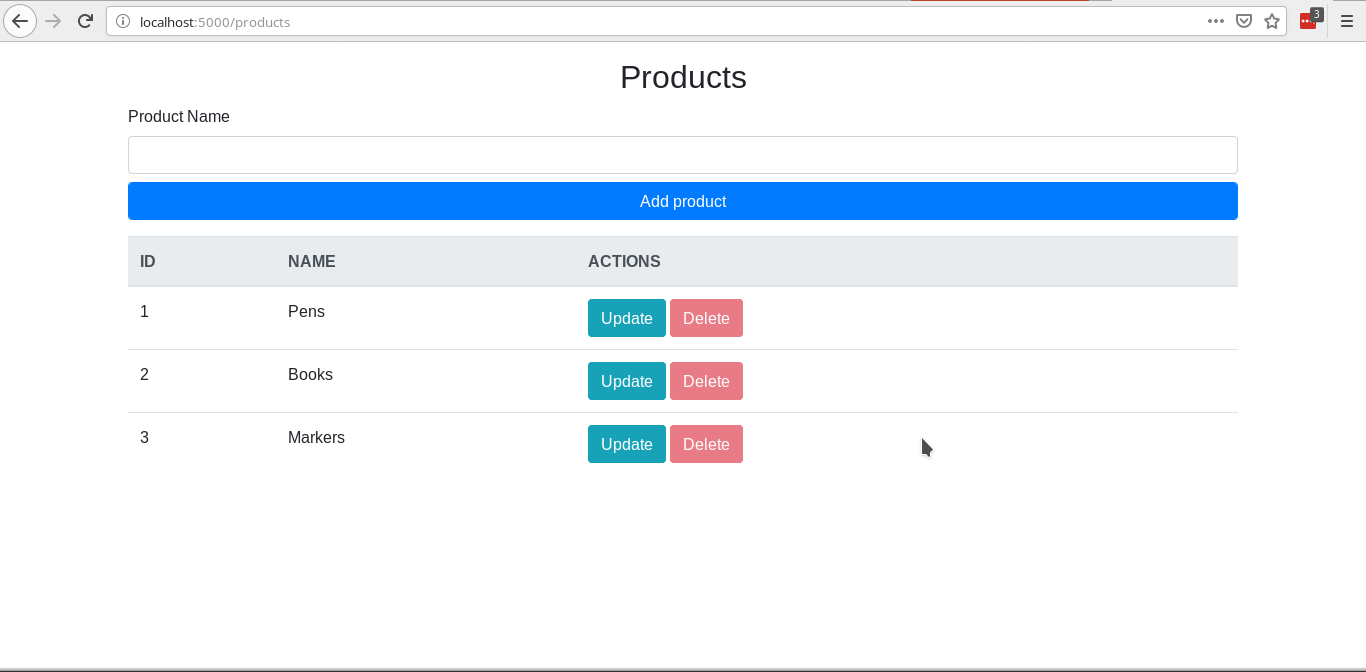 localhost:5000/products
3
Products
Product Name
Add product
ID NAME ACTIONS
1 Pens Update Delete
2 Books Update Delete
3 Markers Update Delete